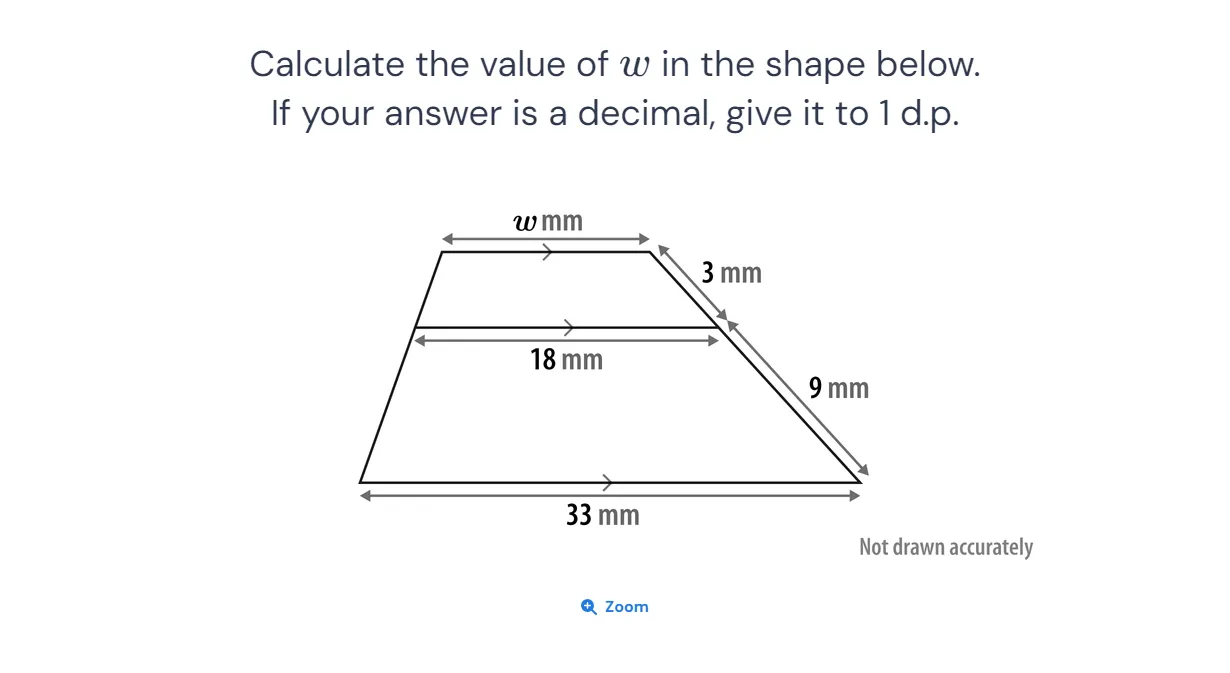 Calculate the value of w in the shape below.
If your answer is a decimal, give it to 1 d.p.
w mm
3 mm
18 mm
9 mm
33 mm
Not drawn accurately
Zoom